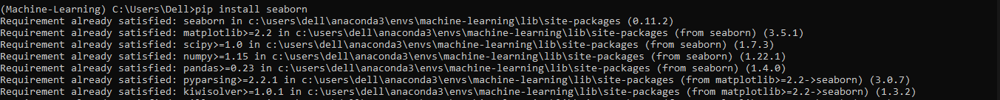 (Machine-Learning) C:\Users\Dell>pip install seaborn
Requirement already satisfied: seaborn in c:\users\dell\anaconda3\envs\machine-learning\lib\site-packages (0.11.2)
Requirement already satisfied: matplotlib>=2.2 in c:\users\dell\anaconda3\envs\machine-learning\lib\site-packages (from seaborn) (3.5.1)
Requirement already satisfied: scipy>=1.0 in c:\users\dell\anaconda3\envs\machine-learning\lib\site-packages (from seaborn) (1.7.3)
Requirement already satisfied: numpy>=1.15 in c:\users\dell\anaconda3\envs\machine-learning\lib\site-packages (from seaborn) (1.22.1)
Requirement already satisfied: pandas>=0.23 in c:\users\dell\anaconda3\envs\machine-learning\lib\site-packages (from seaborn) (1.4.0)
Requirement already satisfied: pyparsing>=2.2.1 in c:\users\dell\anaconda3\envs\machine-learning\lib\site-packages (from matplotlib>=2.2->seaborn) (3.0.7)
Requirement already satisfied: kiwisolver>=1.0.1 in c:\users\dell\anaconda3\envs\machine-learning\lib\site-packages (from matplotlib>=2.2->seaborn) (1.3.2)